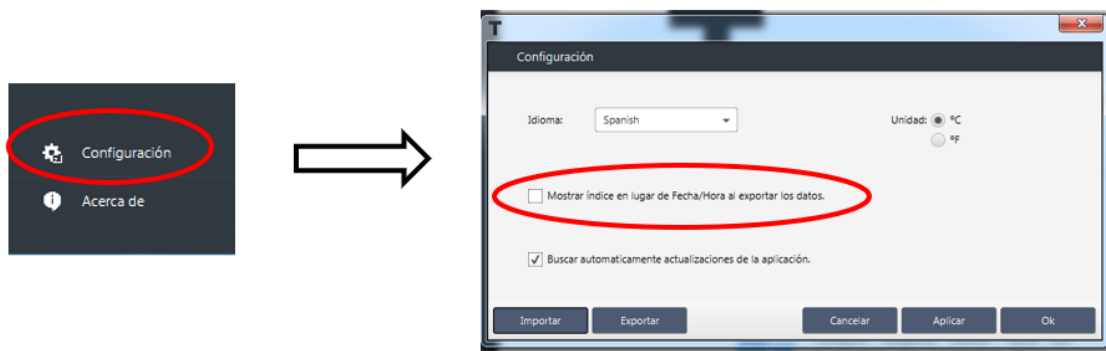 Configuración
Acerca de
T
x
Configuración
Idioma: Spanish Unidad: ºC
ºF
Mostrar índice en lugar de Fecha/Hora al exportar los datos.
Buscar automaticamente actualizaciones de la aplicación.
Importar Exportar Cancelar Aplicar Ok